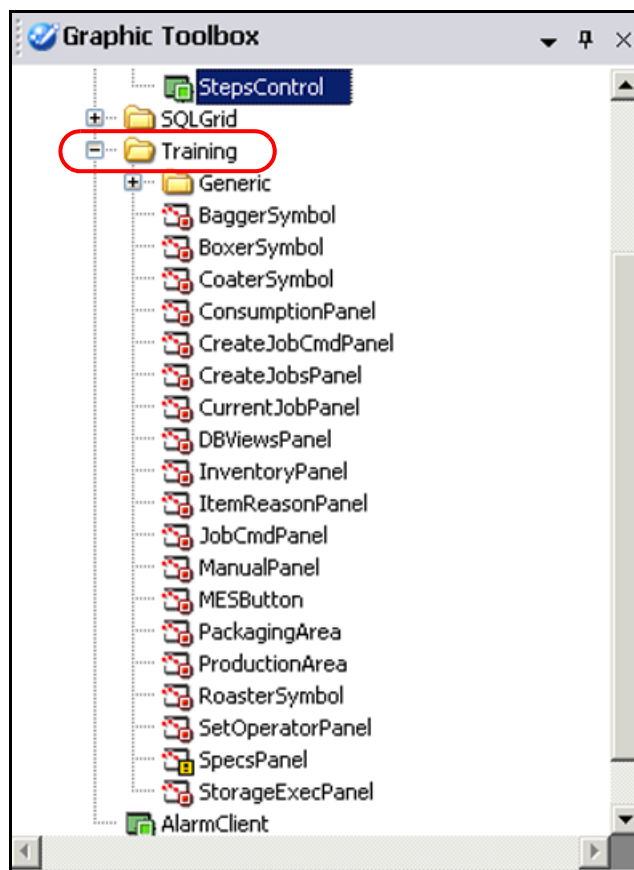 Graphic Toolbox
StepsControl
SQLGrid
Training
Generic
BaggerSymbol
BoxerSymbol
CoaterSymbol
ConsumptionPanel
CreateJobCmdPanel
CreateJobsPanel
CurrentJobPanel
DBViewsPanel
InventoryPanel
ItemReasonPanel
JobCmdPanel
ManualPanel
MESButton
PackagingArea
ProductionArea
RoasterSymbol
SetOperatorPanel
SpecsPanel
StorageExecPanel
AlarmClient